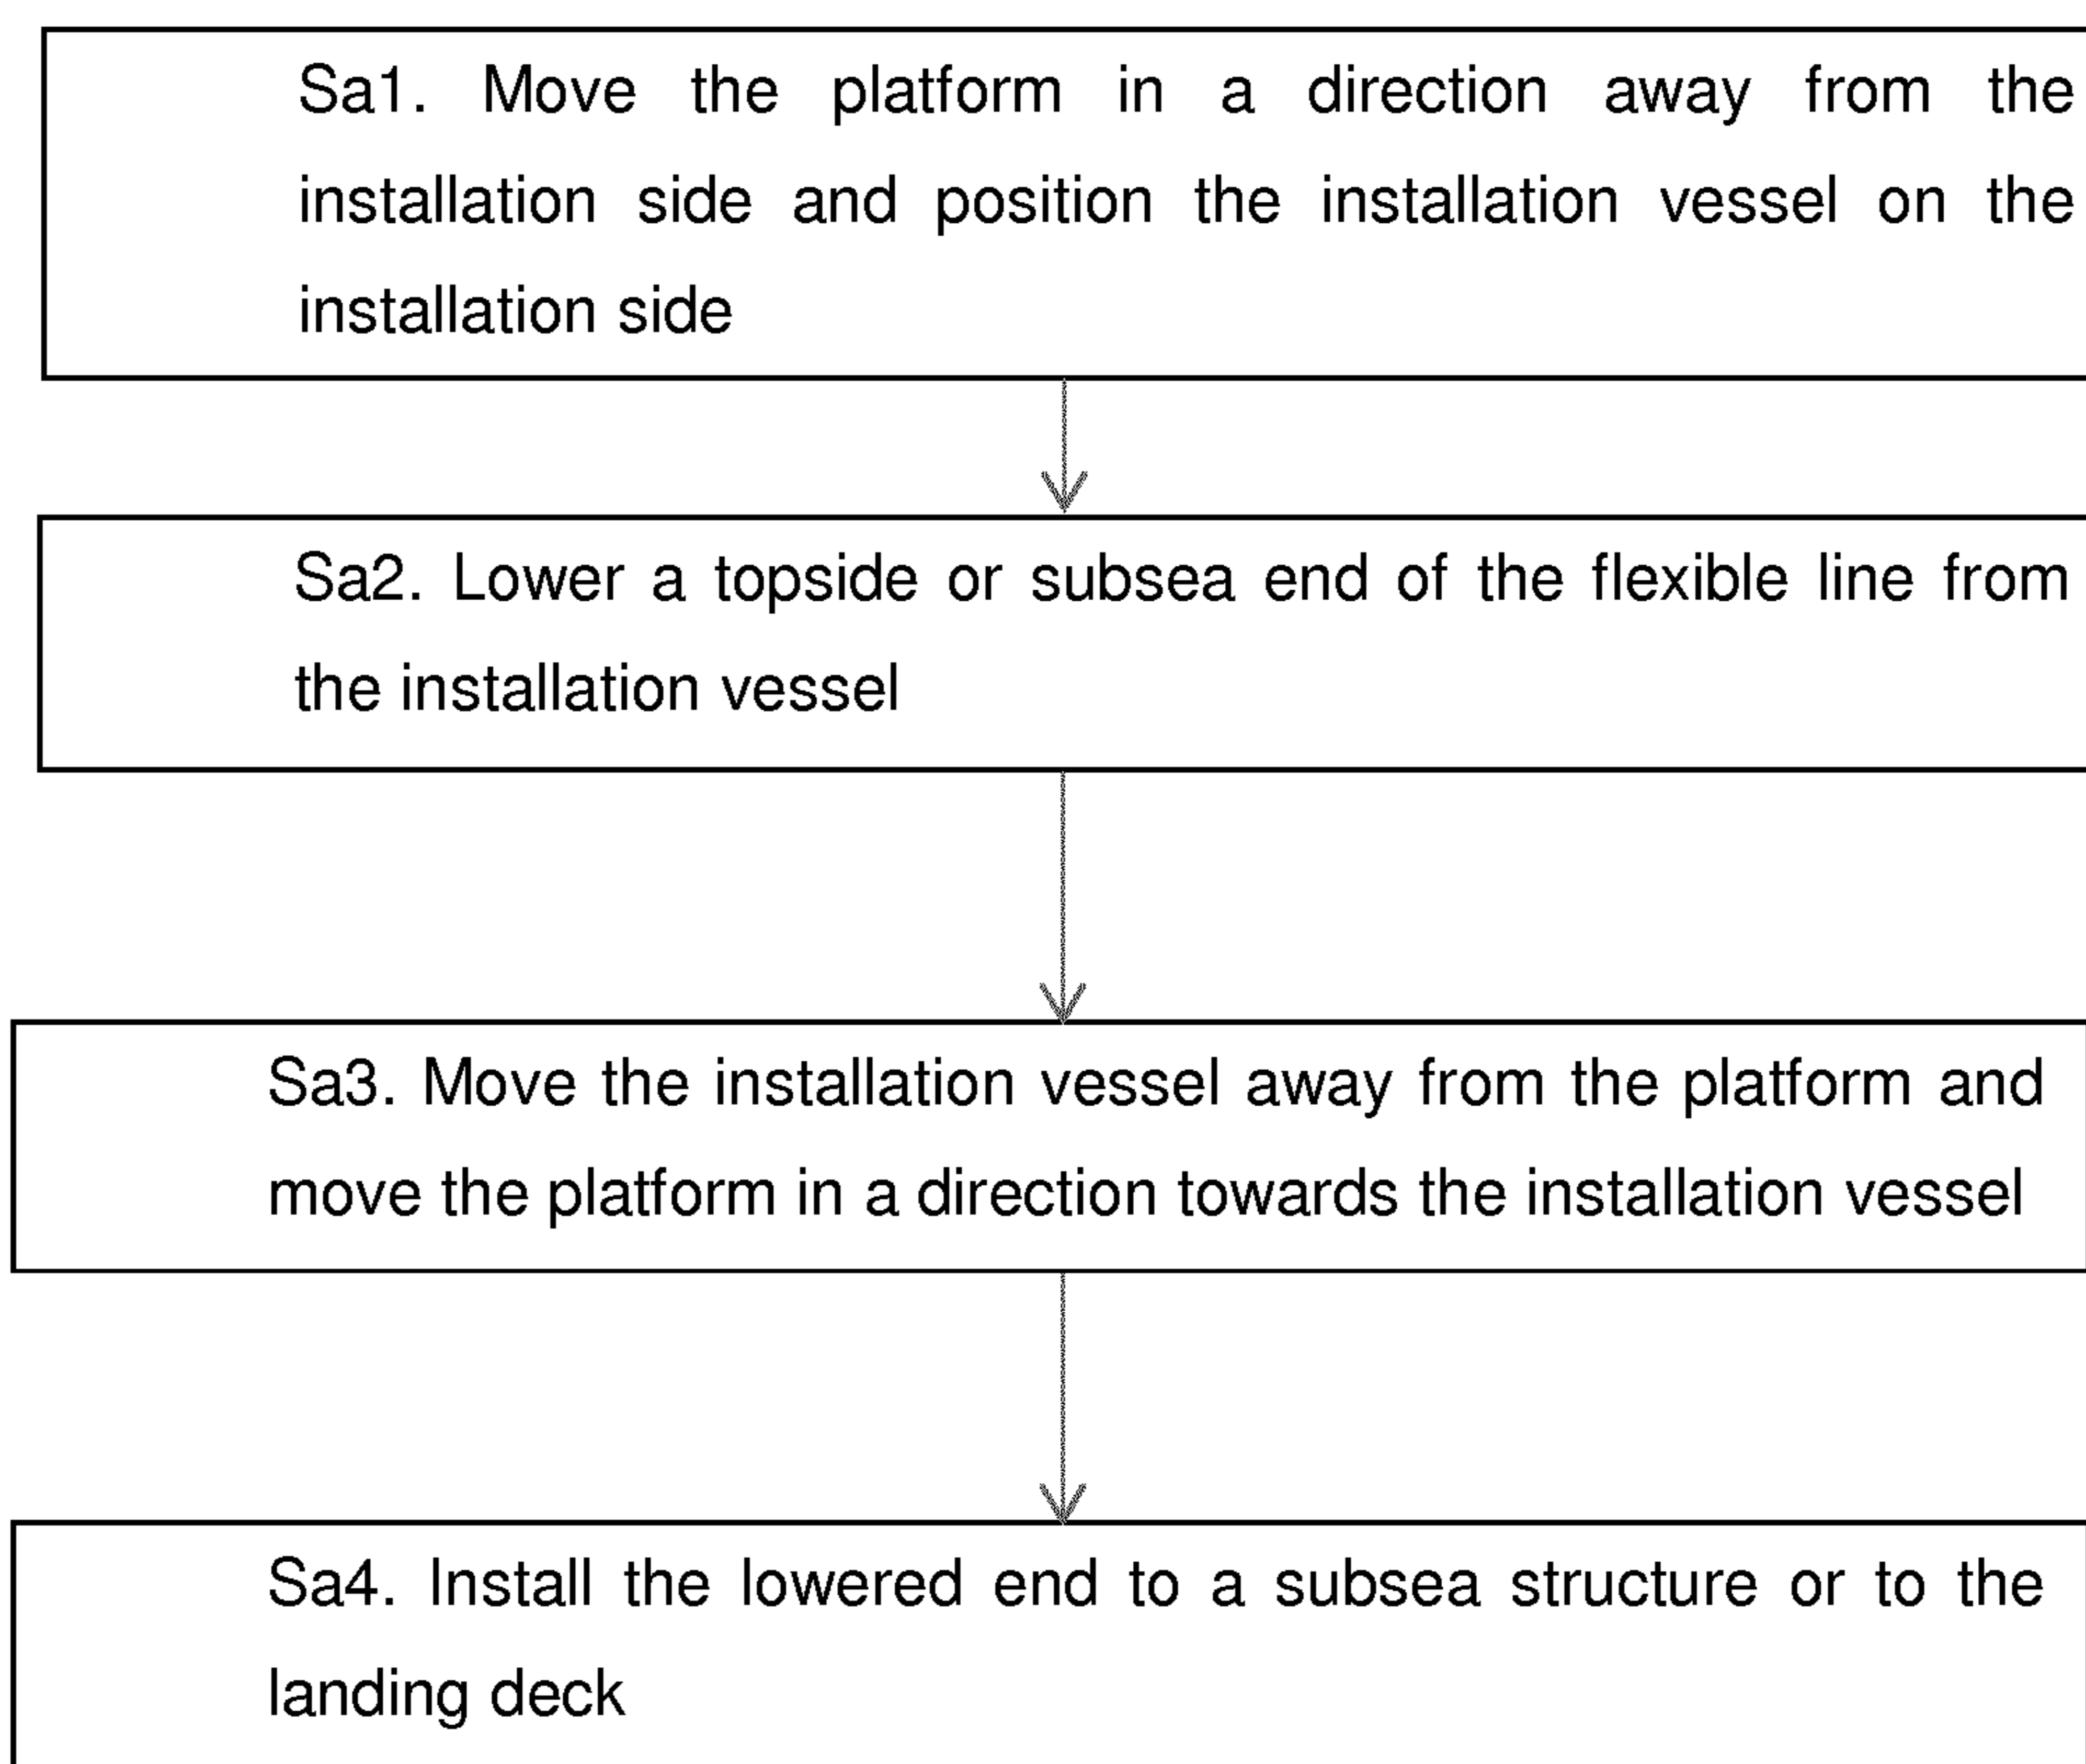 Sa1. Move the platform in a direction away from the
installation side and position the installation vessel on the
installation side
Sa2. Lower a topside or subsea end of the flexible line from
the installation vessel
Sa3. Move the installation vessel away from the platform and
move the platform in a direction towards the installation vessel
Sa4. Install the lowered end to a subsea structure or to the
landing deck